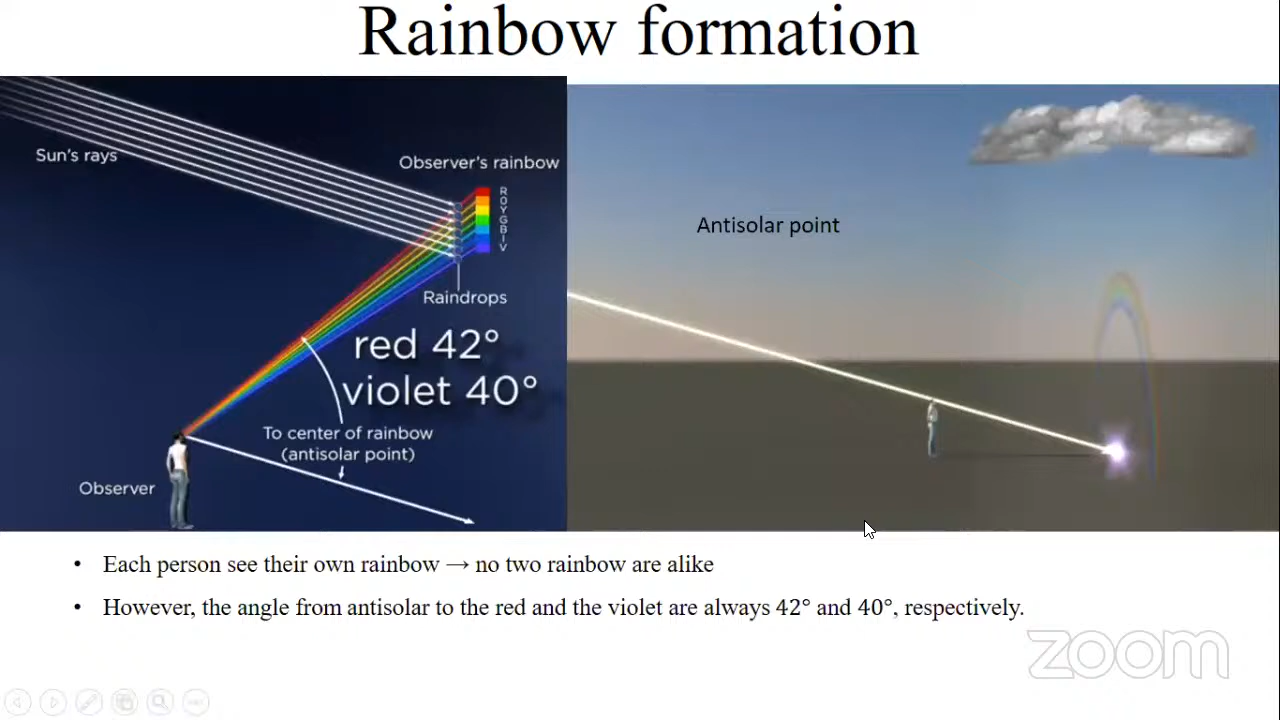 Rainbow formation
Sun's rays
Observer's rainbow
R
O
Y
G
B
I
V
Raindrops
red 42°
violet 40°
To center of rainbow
(antisolar point)
Observer
Antisolar point
• Each person see their own rainbow → no two rainbow are alike
• However, the angle from antisolar to the red and the violet are always 42° and 40°, respectively.
zoom